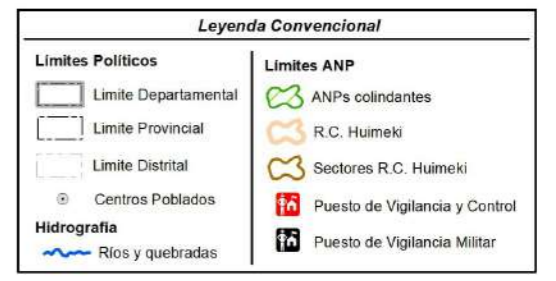 Leyenda Convencional
Límites Políticos
Limite Departamental
Limite Provincial
Limite Distrital
Centros Poblados
Hidrografia
Ríos y quebradas
Límites ANP
ANPs colindantes
R.C. Huimeki
Sectores R.C. Huimeki
Puesto de Vigilancia y Control
Puesto de Vigilancia Militar